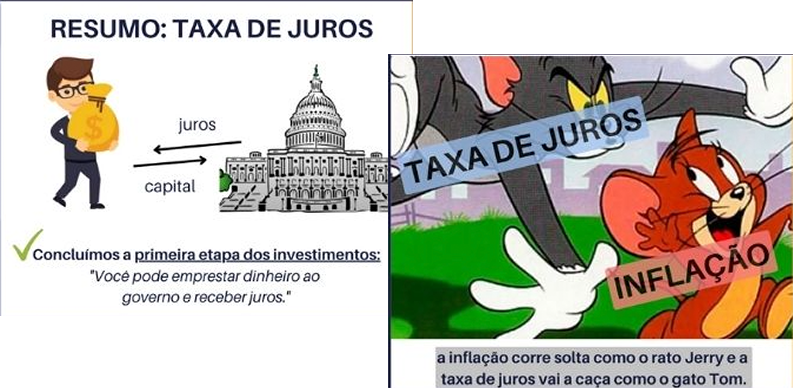 RESUMO: TAXA DE JUROS
$
juros
capital
Concluímos a primeira etapa dos investimentos:
"Você pode emprestar dinheiro ao
governo e receber juros."
TAXA DE JUROS
INFLAÇÃO
a inflação corre solta como o rato Jerry e a
taxa de juros vai a caça como o gato Tom.